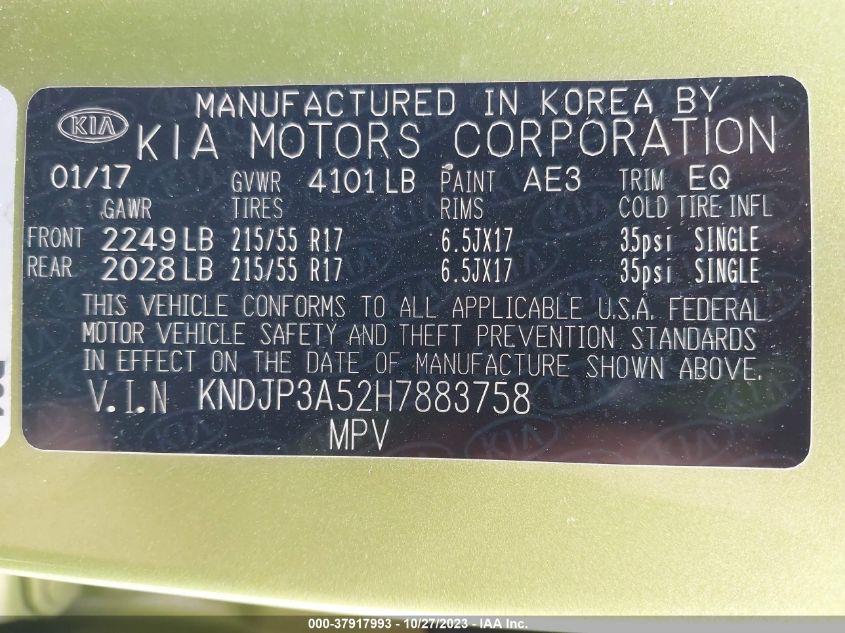 MANUFACTURED IN KOREA BY
KIA KIA MOTORS CORPORATION
01/17 GVWR 4101 LB PAINT AE3 TRIM EQ
GAWR TIRES RIMS COLD TIRE INFL
FRONT 2249 LB 215/55 R17 6.5JX17 35psi SINGLE
REAR 2028 LB 215/55 R17 6.5JX17 35psi SINGLE
THIS VEHICLE CONFORMS TO ALL APPLICABLE U.S.A. FEDERAL
MOTOR VEHICLE SAFETY AND THEFT PREVENTION STANDARDS
IN EFFECT ON THE DATE OF MANUFACTURE SHOWN ABOVE.
V.I.N KNDJP3A52H7883758
MPV
000-37917993 - 10/27/2023 - IAA Inc.